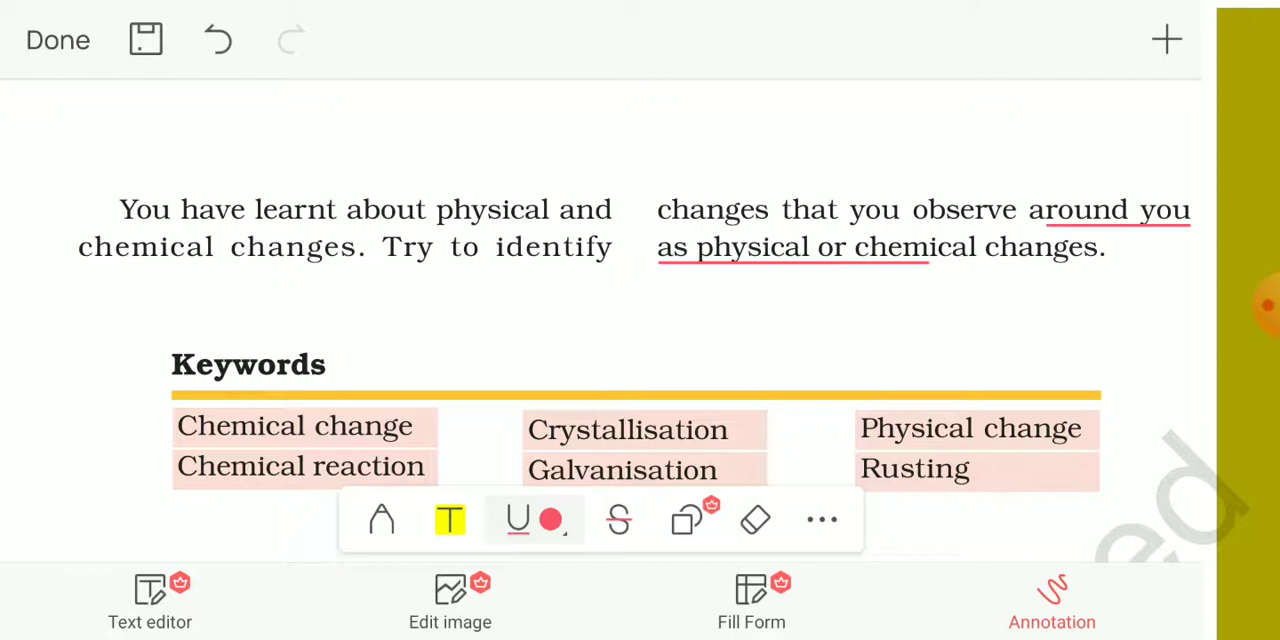 Done
You have learnt about physical and
chemical changes. Try to identify
changes that you observe around you
as physical or chemical changes.
Keywords
Chemical change
Chemical reaction
Crystallisation
Galvanisation
Physical change
Rusting
ed
T
U
S
Text editor
Edit image
Fill Form
Annotation